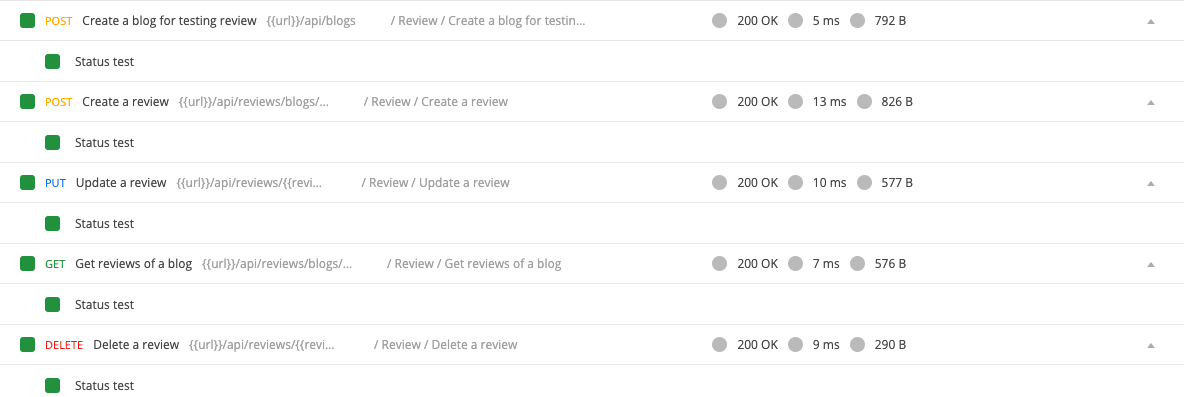 POST Create a blog for testing review {{url}}/api/blogs / Review / Create a blog for testin... 200 OK 5 ms 792 B
Status test
POST Create a review {{url}}/api/reviews/blogs/... / Review / Create a review 200 OK 13 ms 826 B
Status test
PUT Update a review {{url}}/api/reviews/{{revi... / Review / Update a review 200 OK 10 ms 577 B
Status test
GET Get reviews of a blog {{url}}/api/reviews/blogs/... / Review / Get reviews of a blog 200 OK 7 ms 576 B
Status test
DELETE Delete a review {{url}}/api/reviews/{{revi... / Review / Delete a review 200 OK 9 ms 290 B
Status test